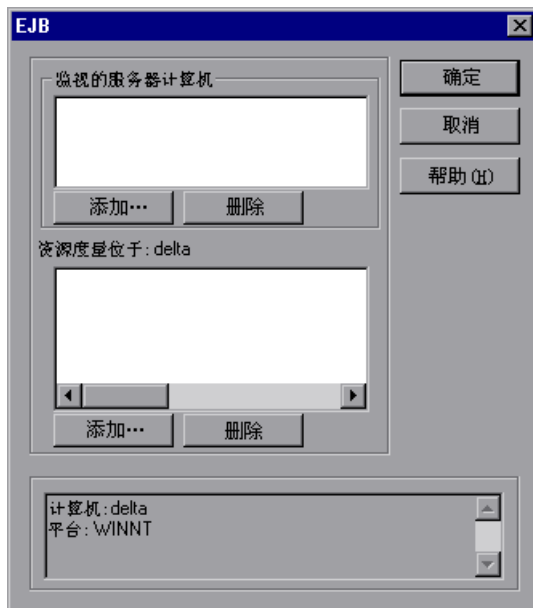 EJB
监视的服务器计算机
确定
取消
帮助(H)
添加…
删除
资源度量位于:delta
添加…
删除
计算机:delta
平台:WINNT